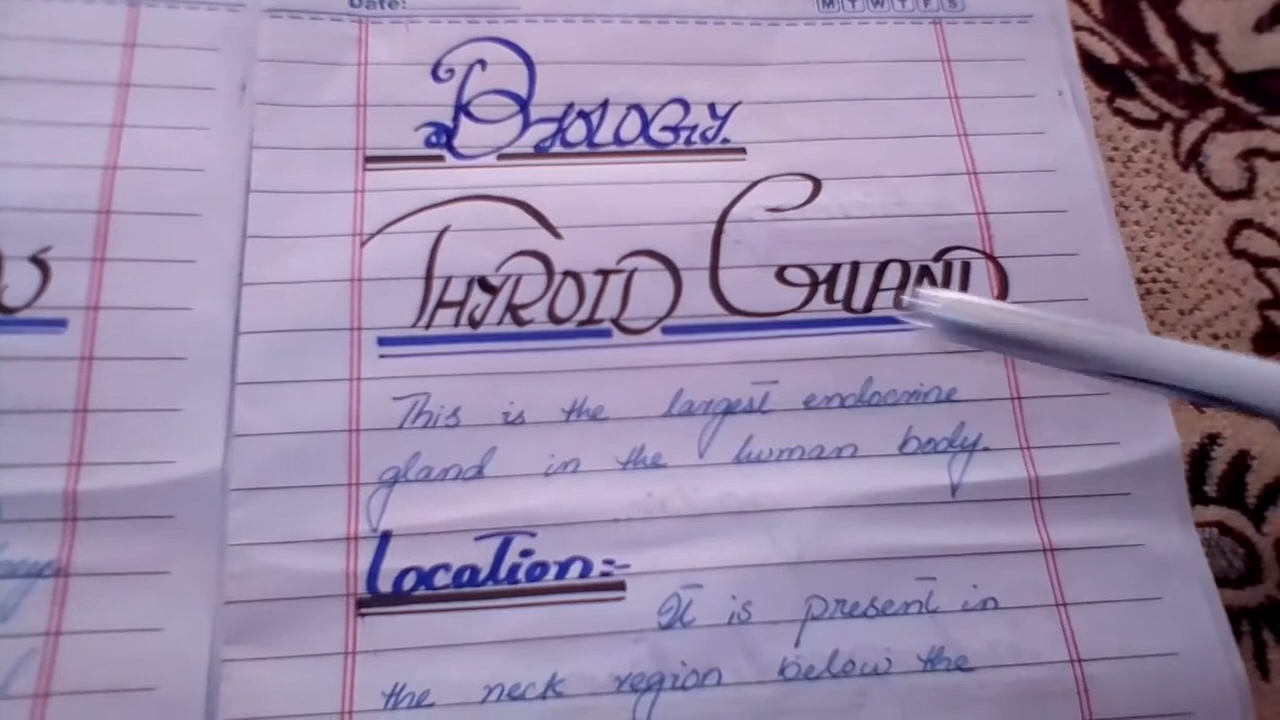 Date:
M T W T F S
BIOLOGY.
THYROID GLAND
This is the largest endocrine
gland in the human body.
Location:-
It is present in
the neck region below the